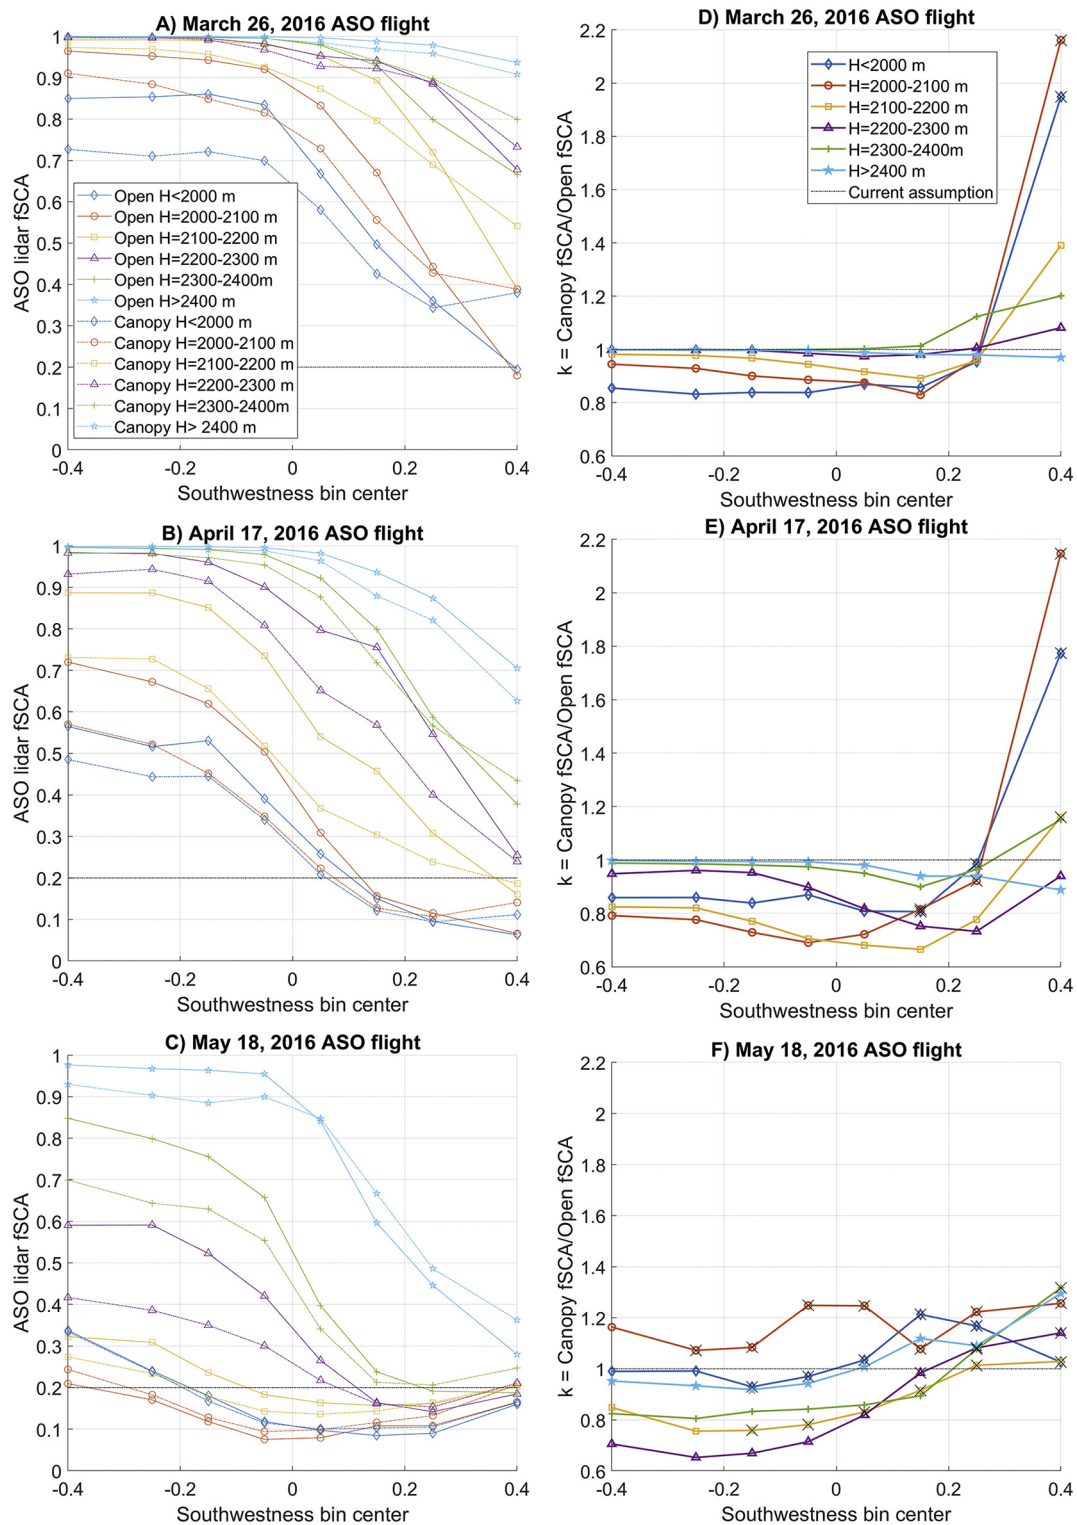 A) March 26, 2016 ASO flight
1
0.9
0.8
0.7
0.6
0.5
0.4
0.3
0.2
0.1
0
ASO lidar fSCA
Open H<2000 m
Open H=2000-2100 m
Open H=2100-2200 m
Open H=2200-2300 m
Open H=2300-2400m
Open H>2400 m
Canopy H<2000 m
Canopy H=2000-2100 m
Canopy H=2100-2200 m
Canopy H=2200-2300 m
Canopy H=2300-2400m
Canopy H> 2400 m
-0.4
-0.2
0
0.2
0.4
Southwestness bin center
D) March 26, 2016 ASO flight
2.2
2
1.8
1.6
1.4
1.2
1
0.8
0.6
k = Canopy fSCA/Open fSCA
H<2000 m
H=2000-2100 m
H=2100-2200 m
H=2200-2300 m
H=2300-2400m
H>2400 m
Current assumption
-0.4
-0.2
0
0.2
0.4
Southwestness bin center
B) April 17, 2016 ASO flight
1
0.9
0.8
0.7
0.6
0.5
0.4
0.3
0.2
0.1
0
ASO lidar fSCA
-0.4
-0.2
0
0.2
0.4
Southwestness bin center
E) April 17, 2016 ASO flight
2.2
2
1.8
1.6
1.4
1.2
1
0.8
0.6
k = Canopy fSCA/Open fSCA
-0.4
-0.2
0
0.2
0.4
Southwestness bin center
C) May 18, 2016 ASO flight
1
0.9
0.8
0.7
0.6
0.5
0.4
0.3
0.2
0.1
0
ASO lidar fSCA
-0.4
-0.2
0
0.2
0.4
Southwestness bin center
F) May 18, 2016 ASO flight
2.2
2
1.8
1.6
1.4
1.2
1
0.8
0.6
k = Canopy fSCA/Open fSCA
-0.4
-0.2
0
0.2
0.4
Southwestness bin center